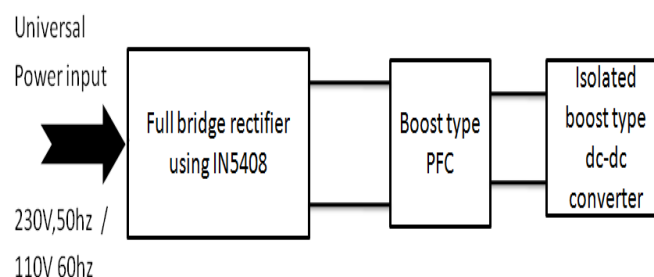 Universal
Power input
230V,50hz /
110V 60hz
Full bridge rectifier
using IN5408
Boost type
PFC
Isolated
boost type
dc-dc
converter